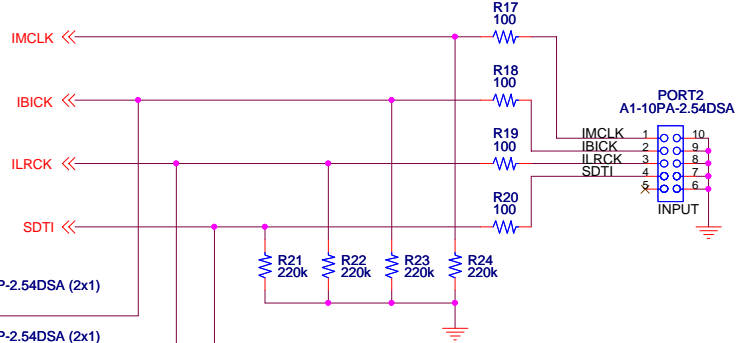 R17
100
IMCLK
R18
100
PORT2
A1-10PA-2.54DSA
IBICK
R19
100
IMCLK 1 10
IBICK 2 9
ILRCK
ILRCK 3 8
SDTI 4 7
5 6
R20
100
INPUT
SDTI
R21
220k
R22
220k
R23
220k
R24
220k
P-2.54DSA (2x1)
P-2.54DSA (2x1)